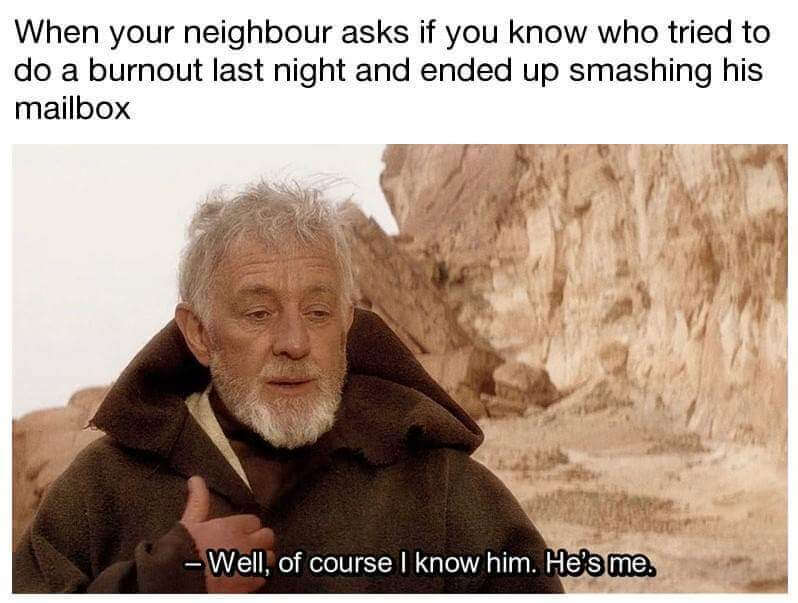 When your neighbour asks if you know who tried to
do a burnout last night and ended up smashing his
mailbox
– Well, of course I know him. He's me.